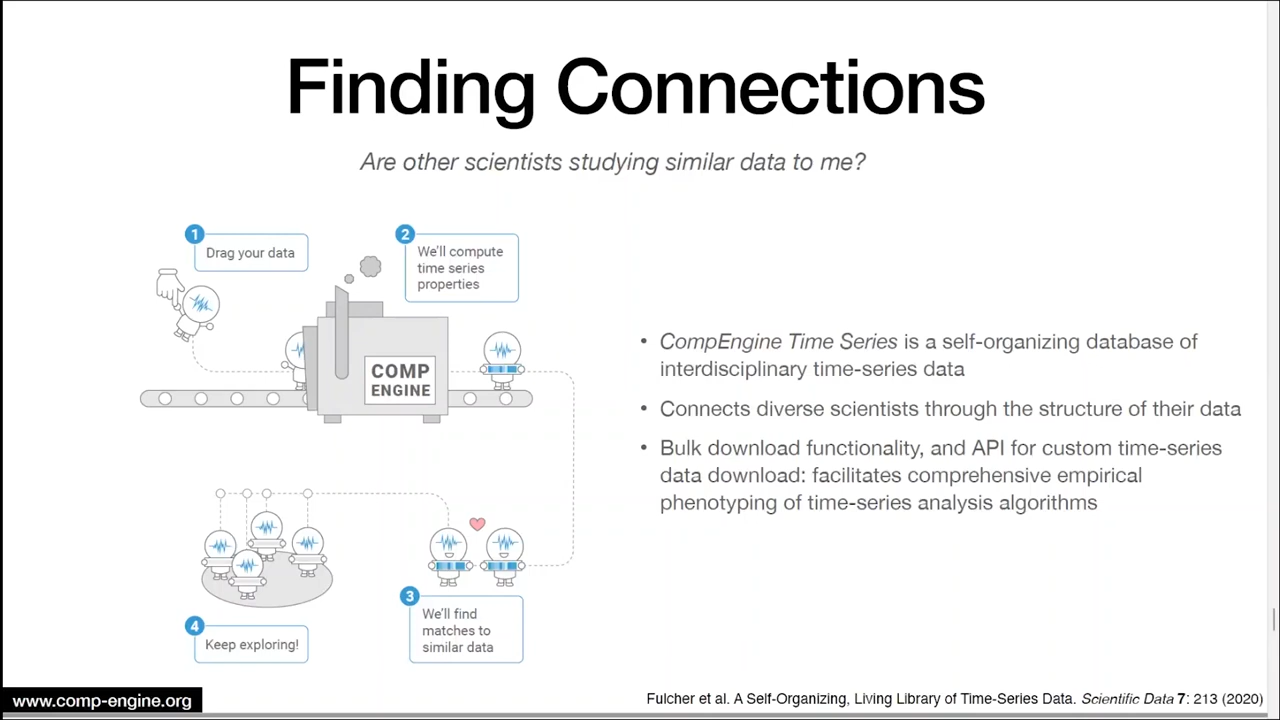 Finding Connections
Are other scientists studying similar data to me?
1
Drag your data
2
We'll compute
time series
properties
COMP
ENGINE
3
We'll find
matches to
similar data
4
Keep exploring!
• CompEngine Time Series is a self-organizing database of
interdisciplinary time-series data
• Connects diverse scientists through the structure of their data
• Bulk download functionality, and API for custom time-series
data download: facilitates comprehensive empirical
phenotyping of time-series analysis algorithms
www.comp-engine.org
Fulcher et al. A Self-Organizing, Living Library of Time-Series Data. Scientific Data 7: 213 (2020)